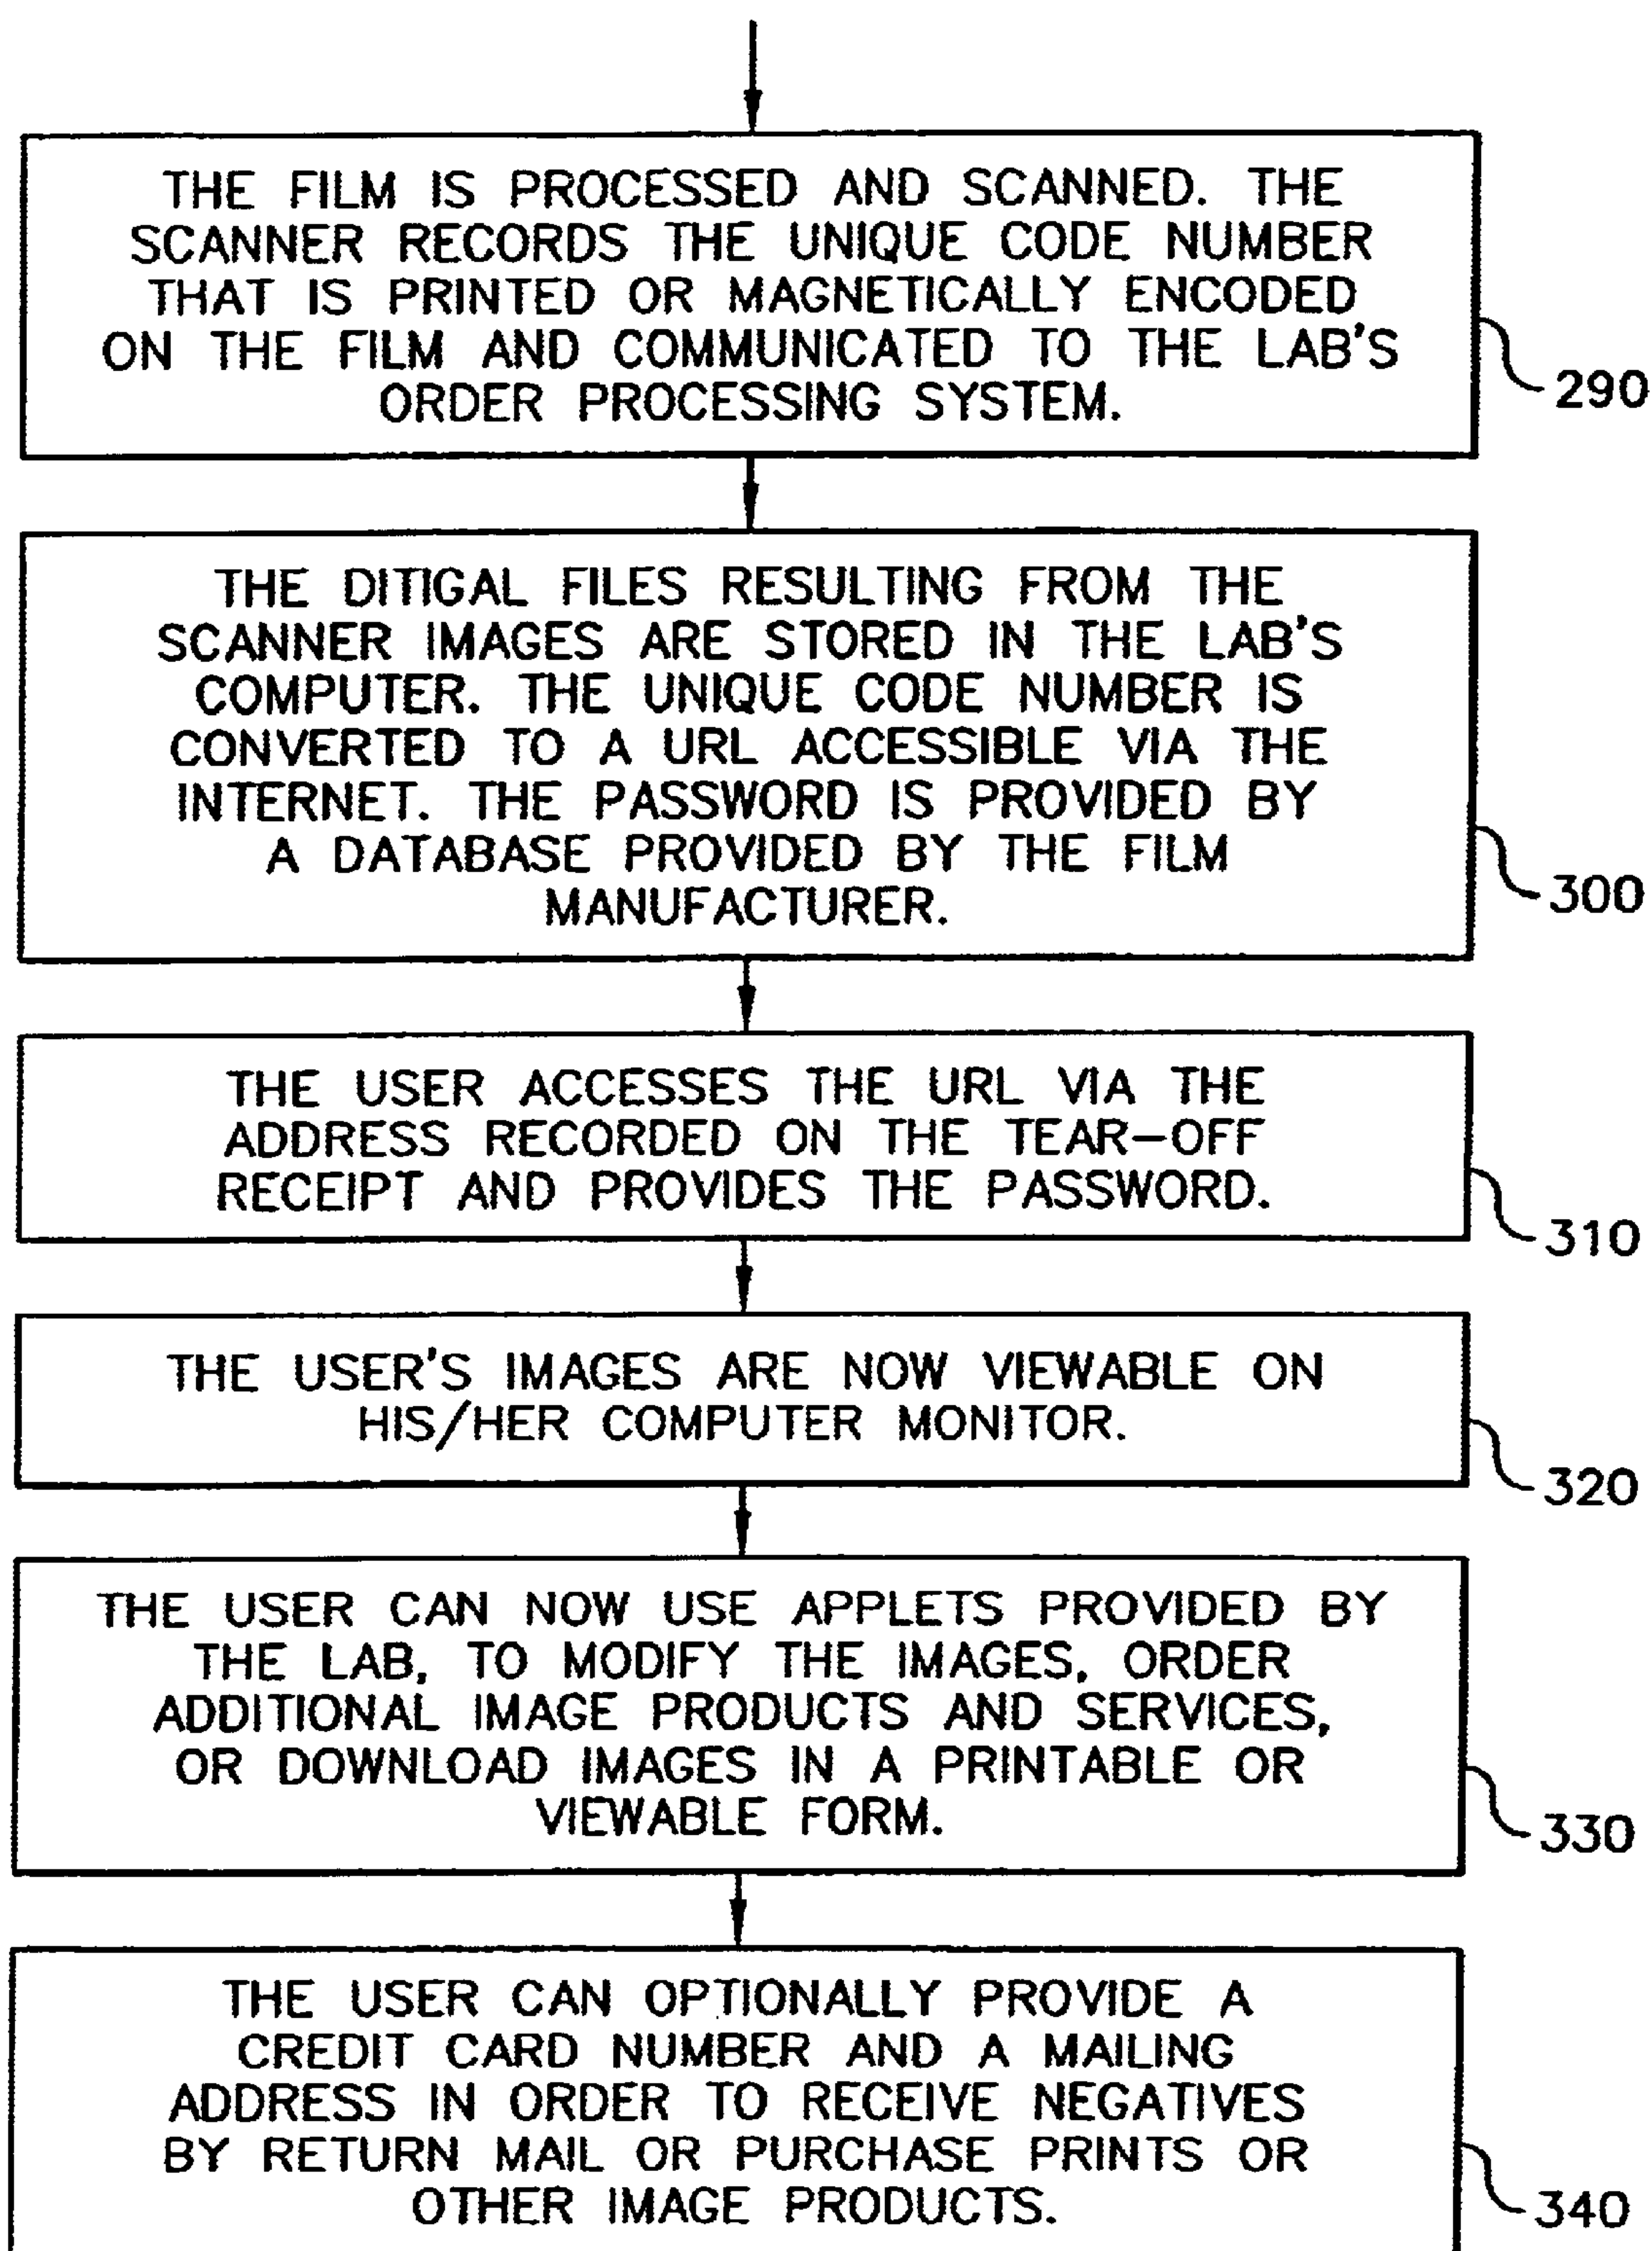 THE FILM IS PROCESSED AND SCANNED. THE
SCANNER RECORDS THE UNIQUE CODE NUMBER
THAT IS PRINTED OR MAGNETICALLY ENCODED
ON THE FILM AND COMMUNICATED TO THE LAB'S
ORDER PROCESSING SYSTEM.
290
THE DITIGAL FILES RESULTING FROM THE
SCANNER IMAGES ARE STORED IN THE LAB'S
COMPUTER. THE UNIQUE CODE NUMBER IS
CONVERTED TO A URL ACCESSIBLE VIA THE
INTERNET. THE PASSWORD IS PROVIDED BY
A DATABASE PROVIDED BY THE FILM
MANUFACTURER.
300
THE USER ACCESSES THE URL VIA THE
ADDRESS RECORDED ON THE TEAR-OFF
RECEIPT AND PROVIDES THE PASSWORD.
310
THE USER'S IMAGES ARE NOW VIEWABLE ON
HIS/HER COMPUTER MONITOR.
320
THE USER CAN NOW USE APPLETS PROVIDED BY
THE LAB, TO MODIFY THE IMAGES, ORDER
ADDITIONAL IMAGE PRODUCTS AND SERVICES,
OR DOWNLOAD IMAGES IN A PRINTABLE OR
VIEWABLE FORM.
330
THE USER CAN OPTIONALLY PROVIDE A
CREDIT CARD NUMBER AND A MAILING
ADDRESS IN ORDER TO RECEIVE NEGATIVES
BY RETURN MAIL OR PURCHASE PRINTS OR
OTHER IMAGE PRODUCTS.
340